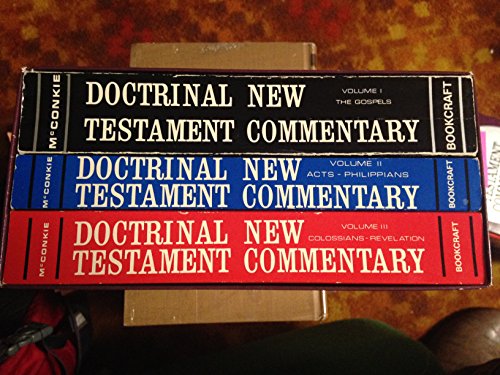 McCONKIE
DOCTRINAL NEW
TESTAMENT COMMENTARY
VOLUME I
THE GOSPELS
BOOKCRAFT
McCONKIE
DOCTRINAL NEW
TESTAMENT COMMENTARY
VOLUME II
ACTS - PHILIPPIANS
BOOKCRAFT
McCONKIE
DOCTRINAL NEW
TESTAMENT COMMENTARY
VOLUME III
COLOSSIANS-REVELATION
BOOKCRAFT